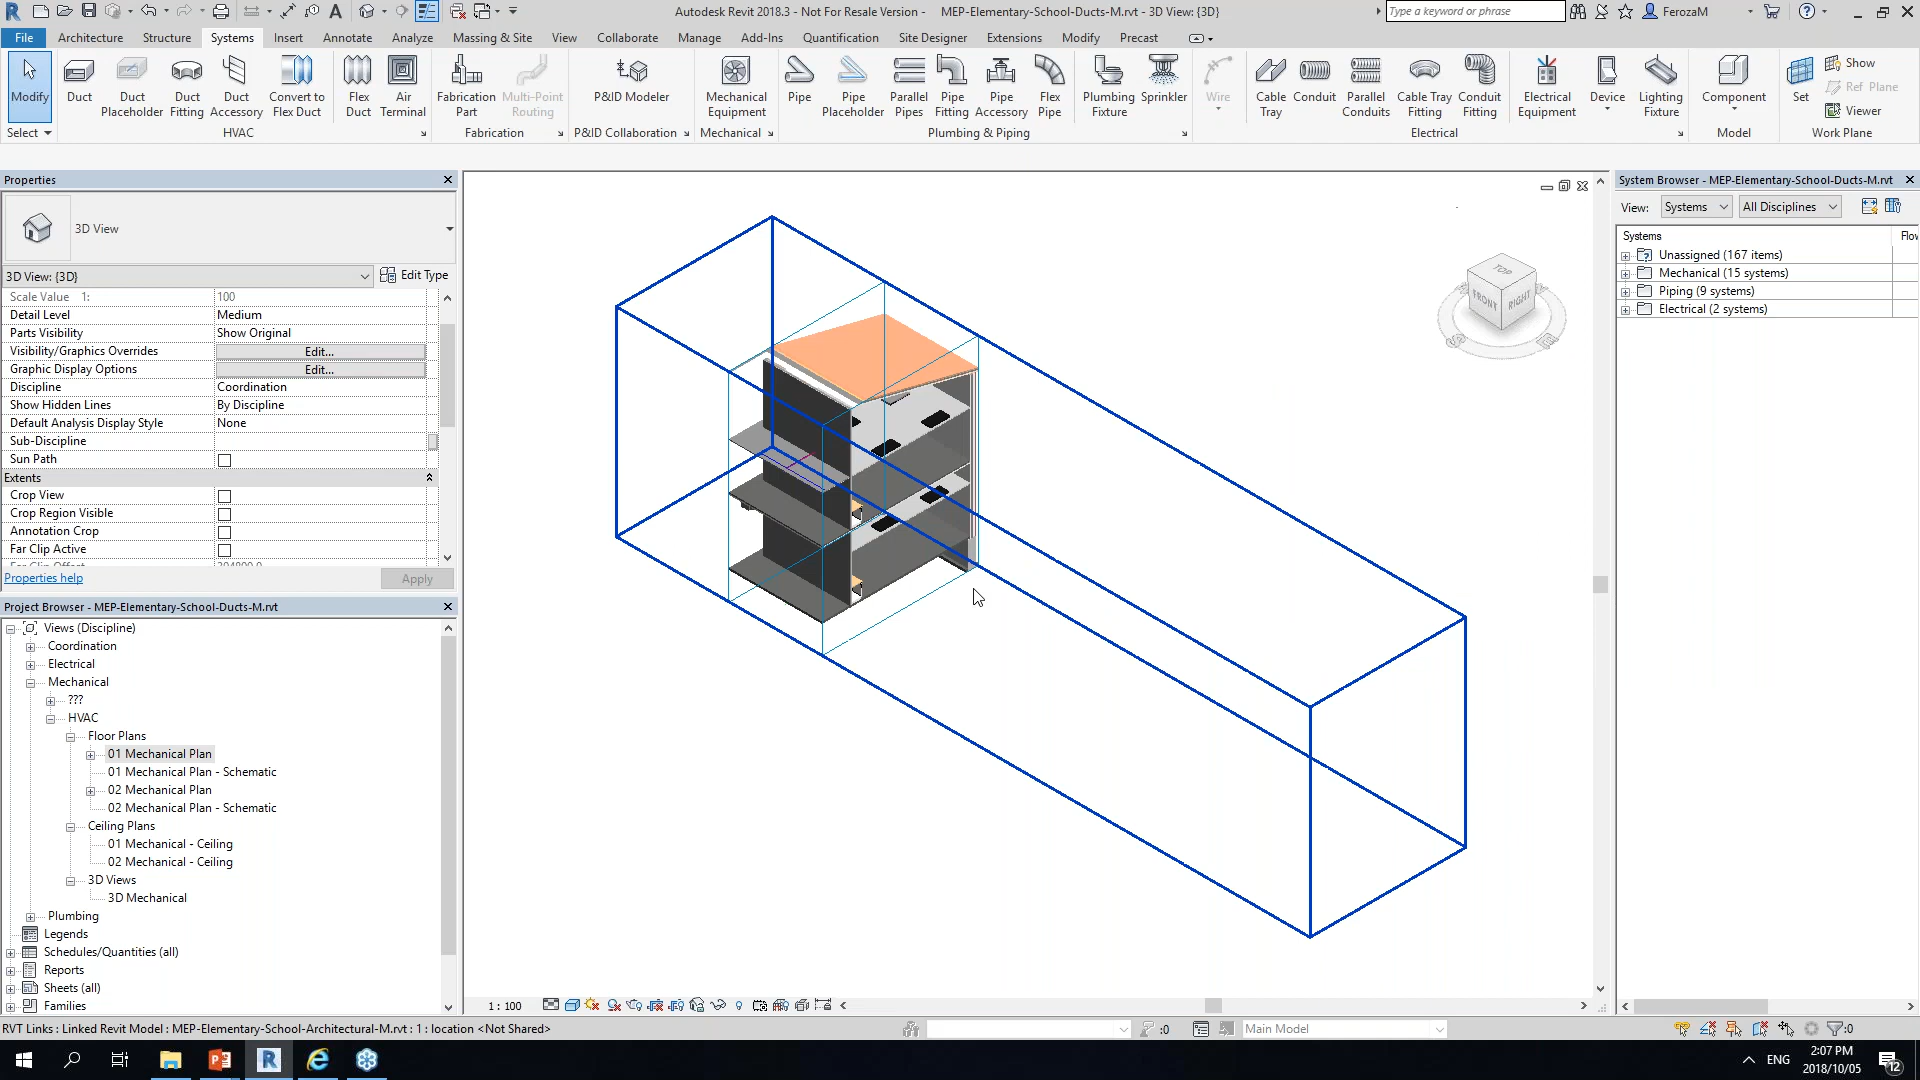 Autodesk Revit 2018.3 - Not For Resale Version - MEP-Elementary-School-Ducts-M.rvt - 3D View: {3D}
Type a keyword or phrase
FerozaM
File Architecture Structure Systems Insert Annotate Analyze Massing & Site View Collaborate Manage Add-Ins Quantification Site Designer Extensions Modify Precast
Modify
Duct
Duct Placeholder
Duct Fitting
Duct Accessory
Convert to Flex Duct
Flex Duct
Air Terminal
Fabrication Part
Multi-Point Routing
P&ID Modeler
Mechanical Equipment
Pipe
Pipe Placeholder
Parallel Pipes
Pipe Fitting
Pipe Accessory
Flex Pipe
Plumbing Fixture
Sprinkler
Wire
Cable Tray
Conduit
Parallel Conduits
Cable Tray Fitting
Conduit Fitting
Electrical Equipment
Device
Lighting Fixture
Component
Set
Show
Ref Plane
Viewer
Select HVAC Fabrication P&ID Collaboration Mechanical Plumbing & Piping Electrical Model Work Plane
Properties
3D View
3D View: {3D}
Edit Type
Scale Value 1: 100
Detail Level Medium
Parts Visibility Show Original
Visibility/Graphics Overrides Edit...
Graphic Display Options Edit...
Discipline Coordination
Show Hidden Lines By Discipline
Default Analysis Display Style None
Sub-Discipline
Sun Path
Extents
Crop View
Crop Region Visible
Annotation Crop
Far Clip Active
Properties help
Apply
Project Browser - MEP-Elementary-School-Ducts-M.rvt
Views (Discipline)
Coordination
Electrical
Mechanical
???
HVAC
Floor Plans
01 Mechanical Plan
01 Mechanical Plan - Schematic
02 Mechanical Plan
02 Mechanical Plan - Schematic
Ceiling Plans
01 Mechanical - Ceiling
02 Mechanical - Ceiling
3D Views
3D Mechanical
Plumbing
Legends
Schedules/Quantities (all)
Reports
Sheets (all)
Families
TOP
FRONT
RIGHT
System Browser - MEP-Elementary-School-Ducts-M.rvt
View: Systems All Disciplines
Systems
Unassigned (167 items)
Mechanical (15 systems)
Piping (9 systems)
Electrical (2 systems)
1 : 100
RVT Links : Linked Revit Model : MEP-Elementary-School-Architectural-M.rvt : 1 : location <Not Shared>
:0
Main Model
:0
ENG
2:07 PM
2018/10/05
12